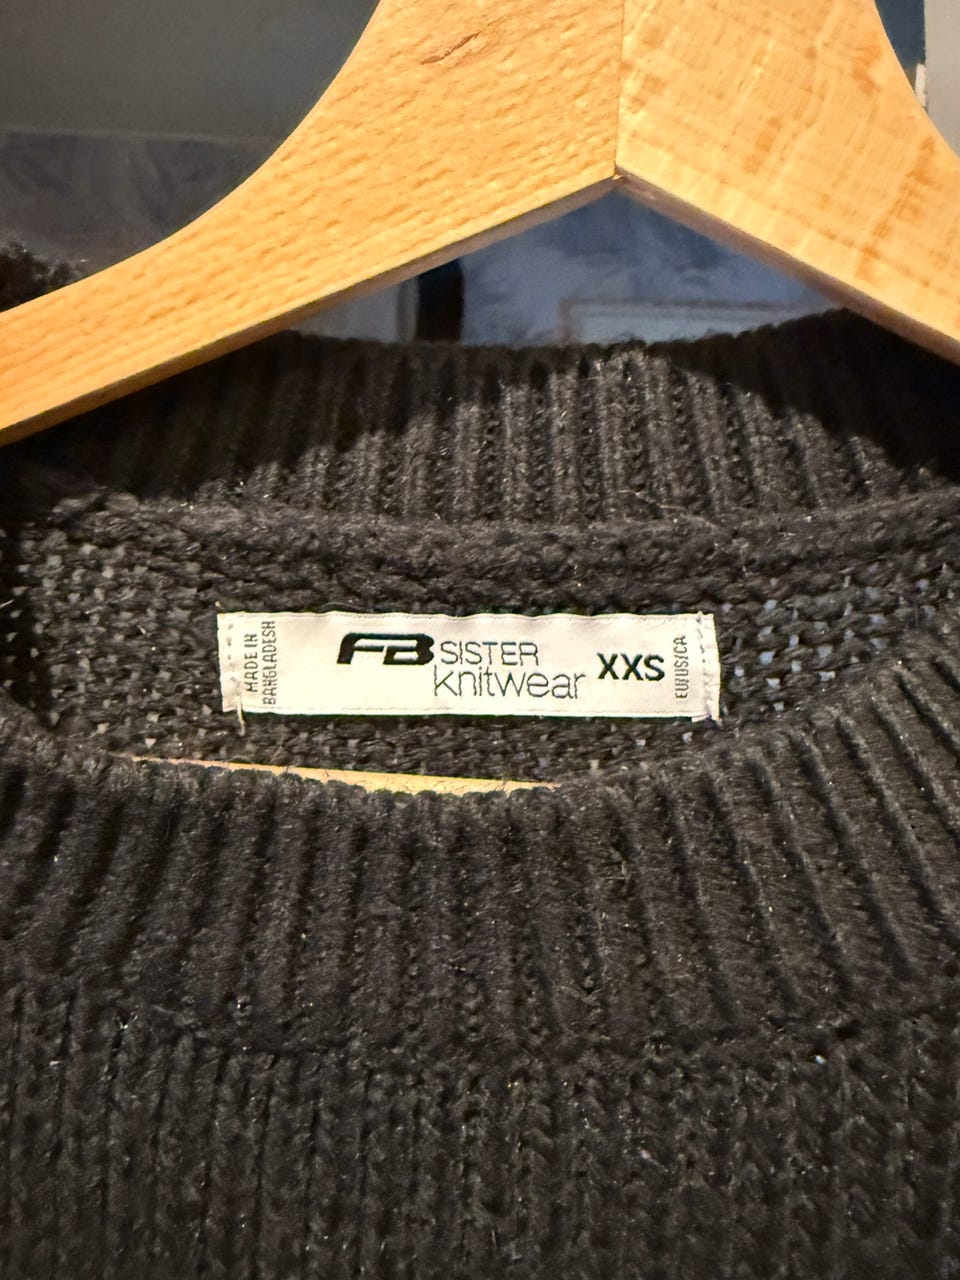 MADE IN
BANGLADESH
FB SISTER
knitwear
XXS
EU/US/CA